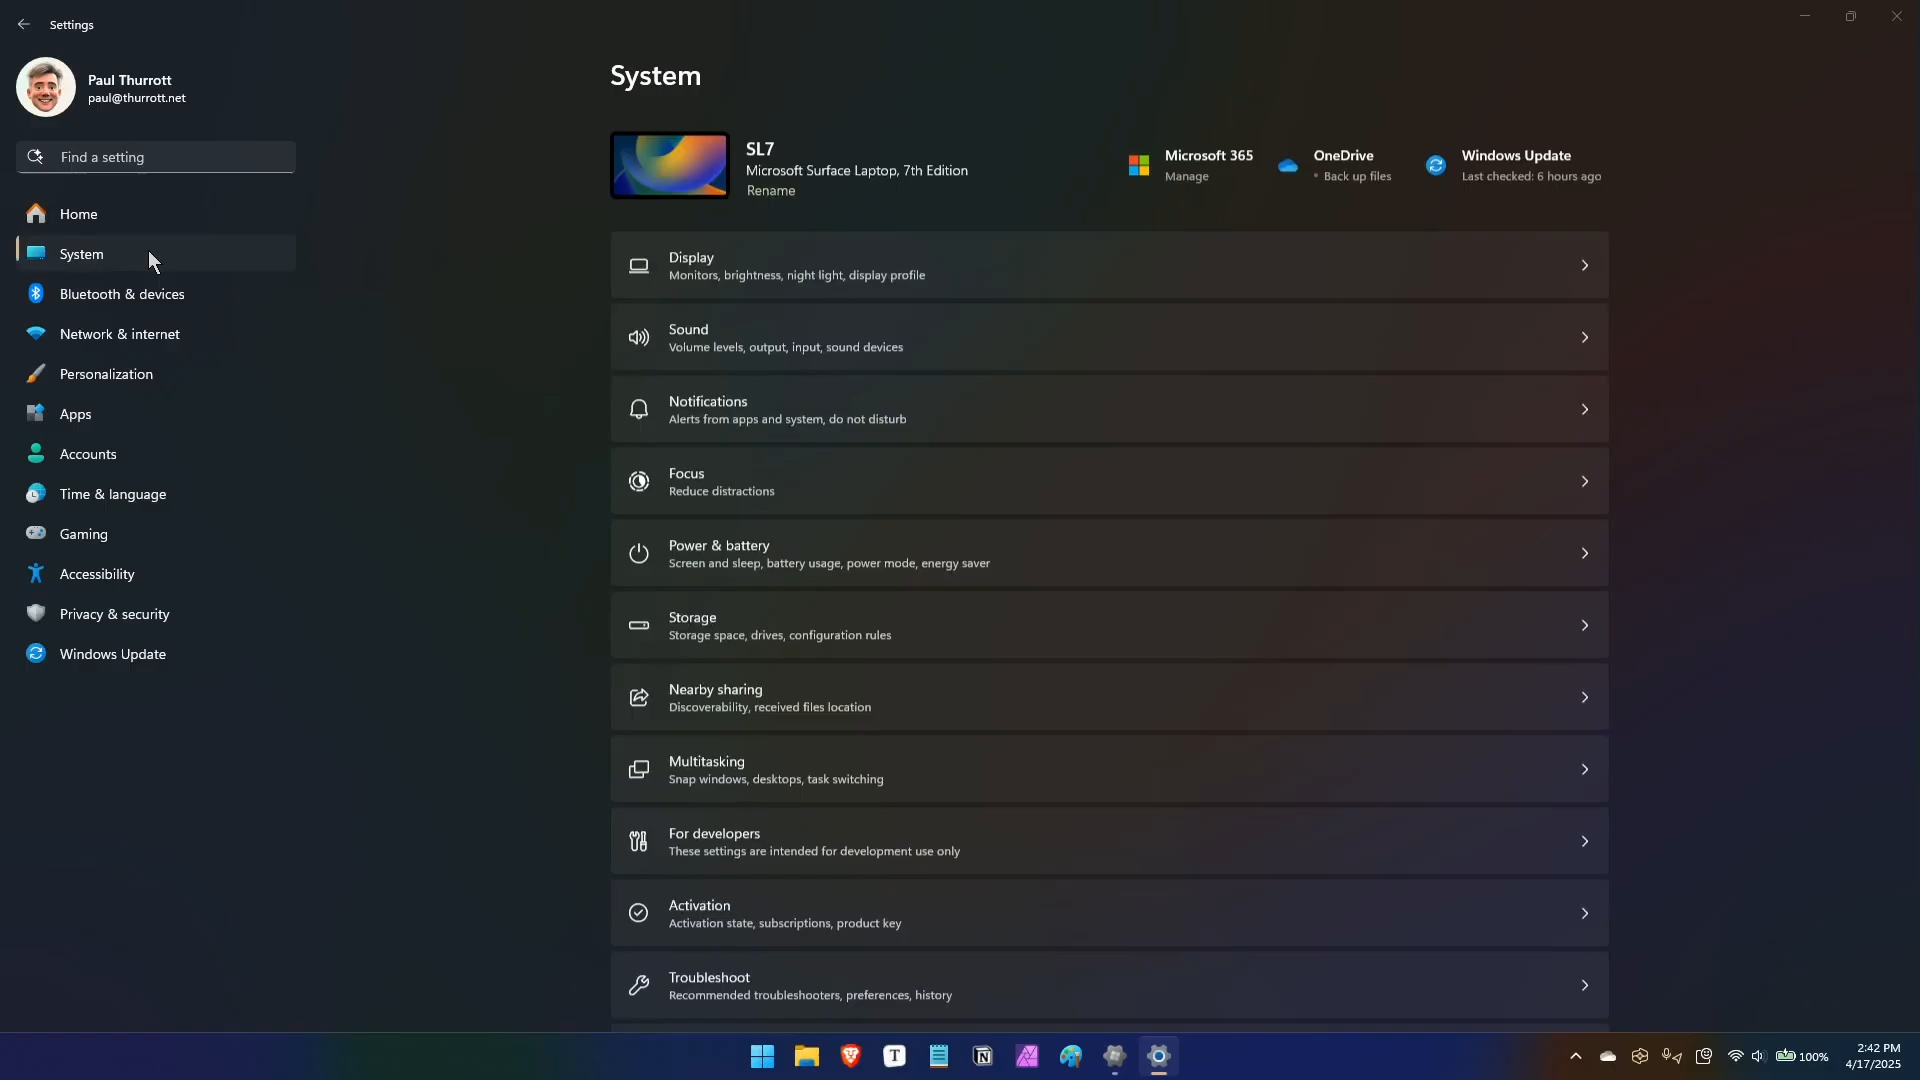 Settings
Paul Thurrott
paul@thurrott.net
Find a setting
Home
System
Bluetooth & devices
Network & internet
Personalization
Apps
Accounts
Time & language
Gaming
Accessibility
Privacy & security
Windows Update
System
SL7
Microsoft Surface Laptop, 7th Edition
Rename
Microsoft 365
Manage
OneDrive
• Back up files
Windows Update
Last checked: 6 hours ago
Display
Monitors, brightness, night light, display profile
Sound
Volume levels, output, input, sound devices
Notifications
Alerts from apps and system, do not disturb
Focus
Reduce distractions
Power & battery
Screen and sleep, battery usage, power mode, energy saver
Storage
Storage space, drives, configuration rules
Nearby sharing
Discoverability, received files location
Multitasking
Snap windows, desktops, task switching
For developers
These settings are intended for development use only
Activation
Activation state, subscriptions, product key
Troubleshoot
Recommended troubleshooters, preferences, history
T
N
100%
2:42 PM
4/17/2025